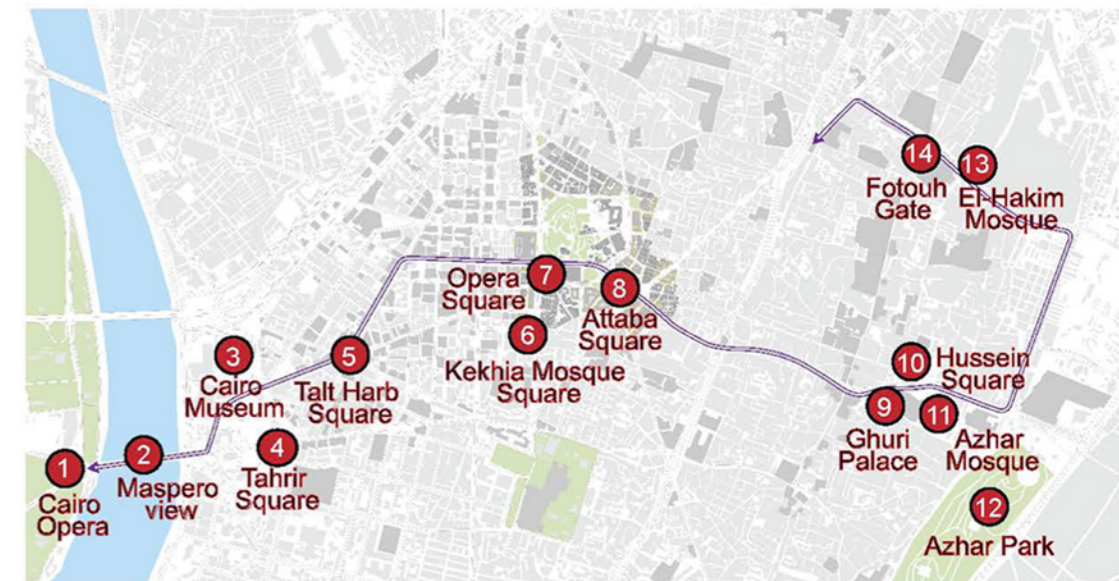 1
Cairo
Opera
2
Maspero
view
3
Cairo
Museum
4
Tahrir
Square
5
Talt Harb
Square
6
Kekhia Mosque
Square
7
Opera
Square
8
Attaba
Square
9
Ghuri
Palace
10
Hussein
Square
11
Azhar
Mosque
12
Azhar Park
13
El-Hakim
Mosque
14
Fotouh
Gate